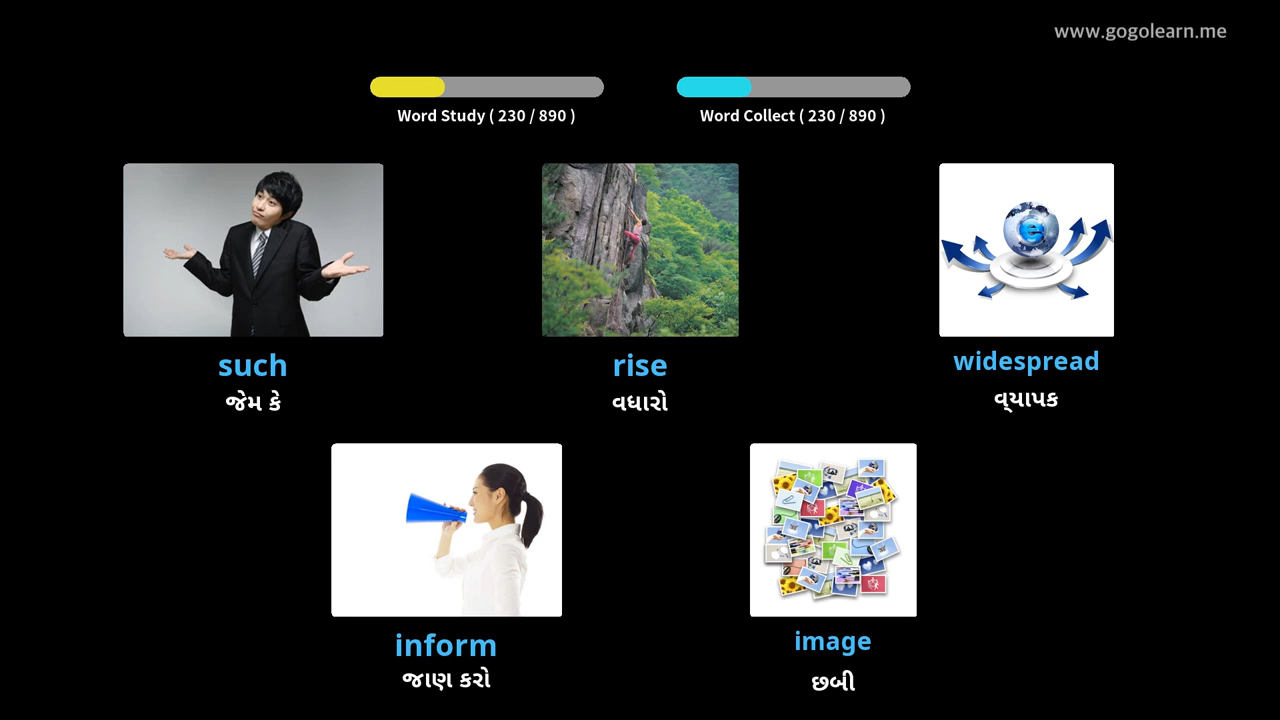 www.gogolearn.me
Word Study ( 230 / 890 )
Word Collect ( 230 / 890 )
such
જેમ કે
rise
વધારો
widespread
વ્યાપક
inform
જાણ કરો
image
છબી